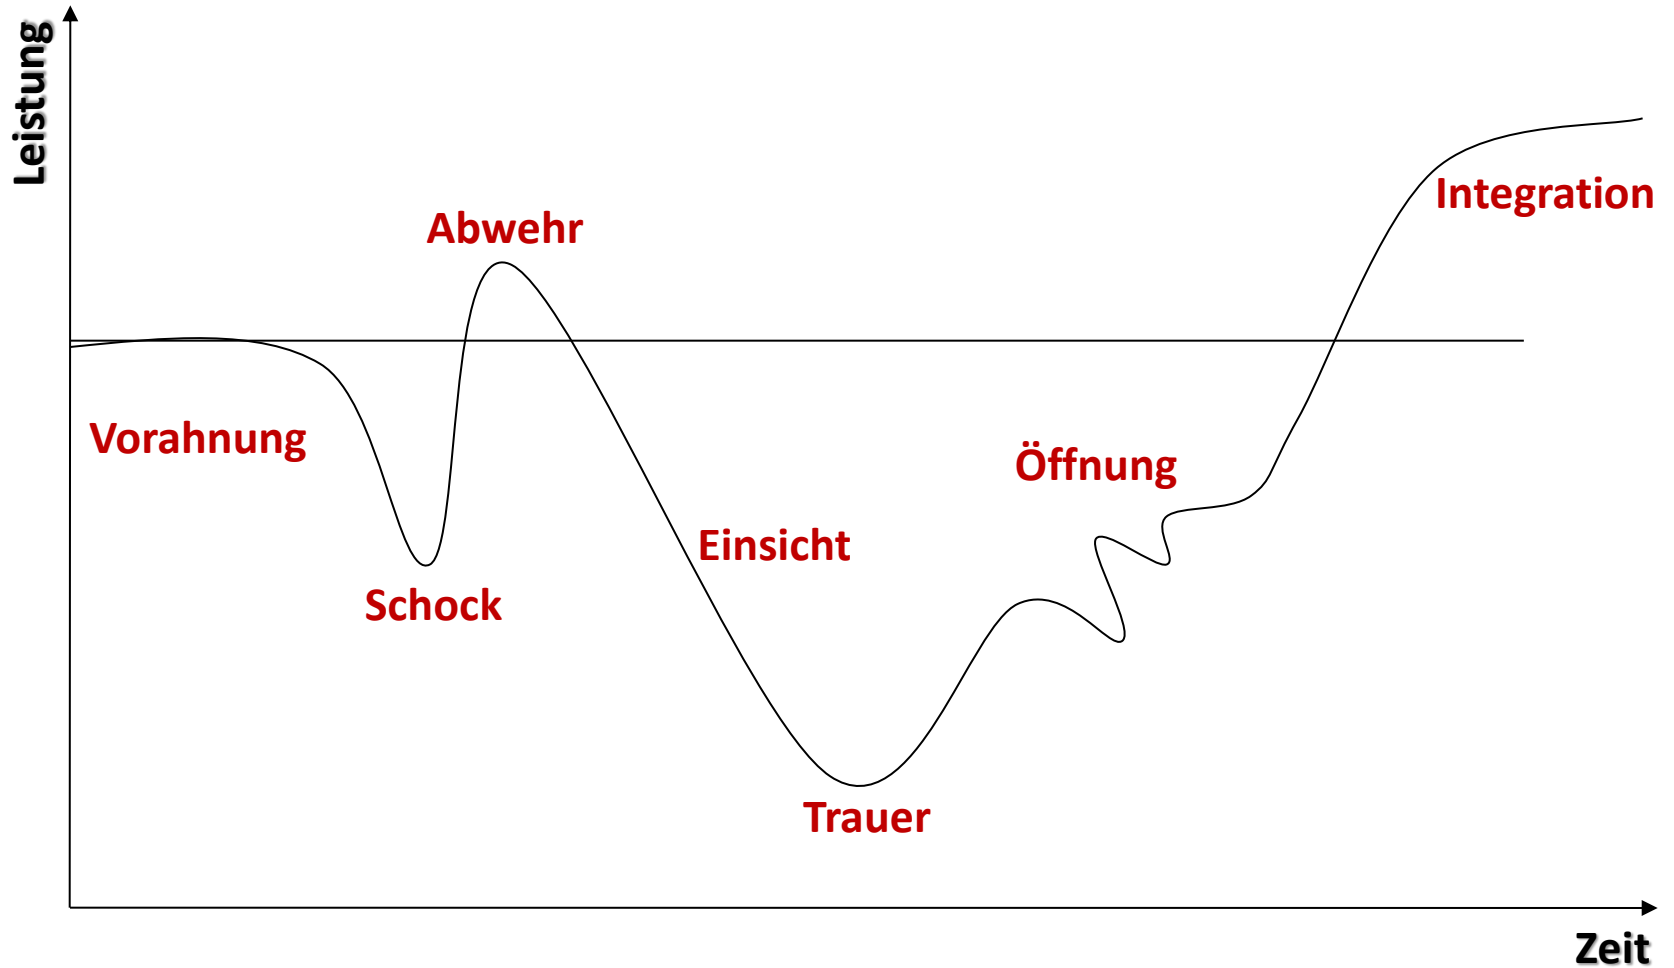 Leistung
Vorahnung
Schock
Abwehr
Einsicht
Trauer
Öffnung
Integration
Zeit